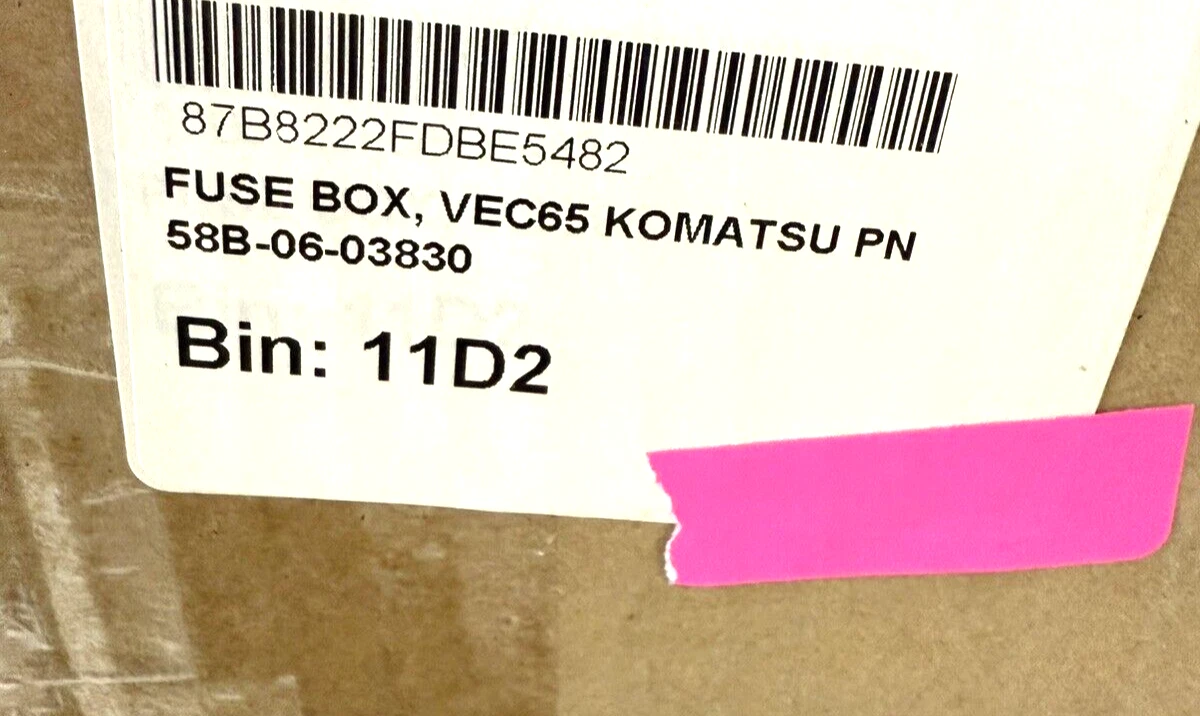 87B8222FDBE5482
FUSE BOX, VEC65 KOMATSU PN
58B-06-03830
Bin: 11D2